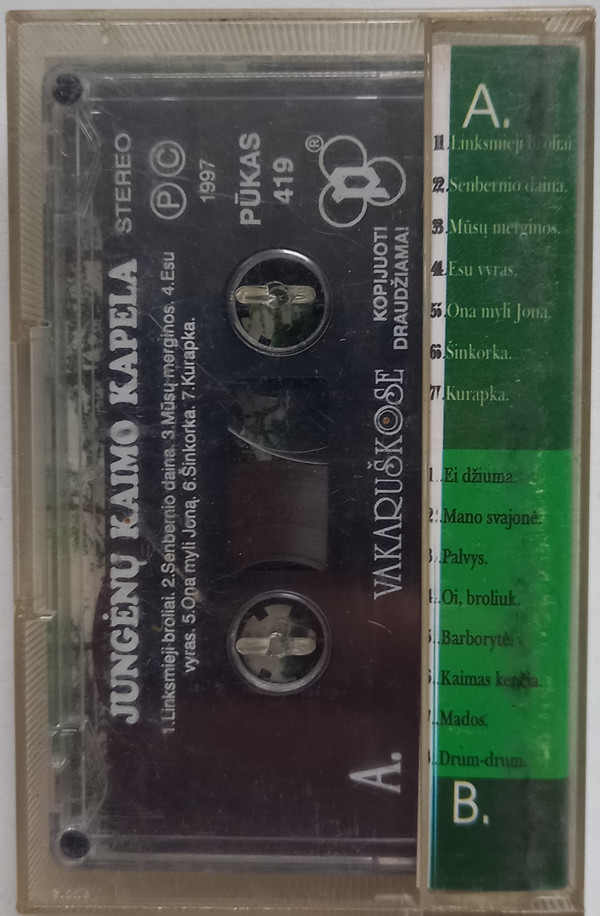 JUNGĖNŲ KAIMO KAPELA STEREO
1.Linksmieji broliai. 2.Senbernio daina. 3.Mūsų merginos. 4.Esu
vyras. 5.Ona myli Joną. 6.Šinkorka. 7.Kurapka.
P C
1997
PŪKAS
419
®
p
A. VAKARUŠKOSE
KOPIJUOTI
DRAUDŽIAMA!
A.
1.Linksmieji broliai.
2.Senbernio daina.
3.Mūsų merginos.
4.Esu vyras.
5.Ona myli Joną.
6.Šinkorka.
7.Kurapka.
1.Ei džiuma.
2.Mano svajonė.
3.Palvys.
4.Oi, broliuk.
5.Barborytė.
6.Kaimas kenčia.
7.Mados.
8.Drum-drum.
B.